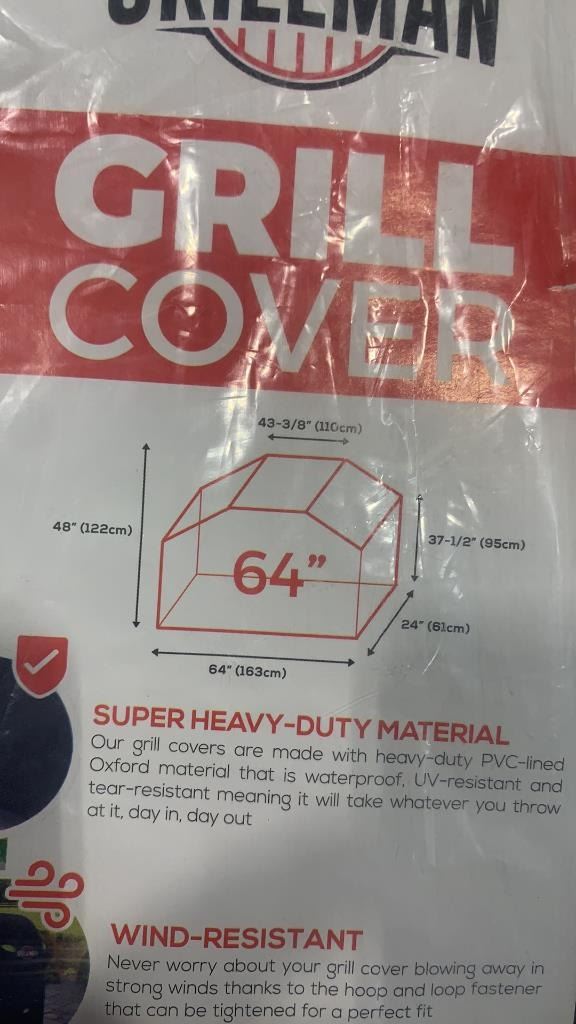 GRILLMAN
GRILL
COVER
43-3/8" (110cm)
48" (122cm)
37-1/2" (95cm)
64"
24" (61cm)
64" (163cm)
SUPER HEAVY-DUTY MATERIAL
Our grill covers are made with heavy-duty PVC-lined
Oxford material that is waterproof, UV-resistant and
tear-resistant meaning it will take whatever you throw
at it, day in, day out
WIND-RESISTANT
Never worry about your grill cover blowing away in
strong winds thanks to the hoop and loop fastener
that can be tightened for a perfect fit